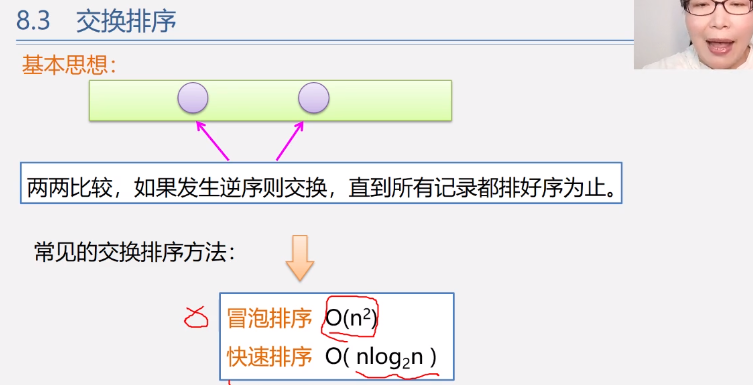 8.3 交换排序
基本思想：
两两比较，如果发生逆序则交换，直到所有记录都排好序为止。
常见的交换排序方法：
冒泡排序 O(n²)
快速排序 O( nlog₂n )